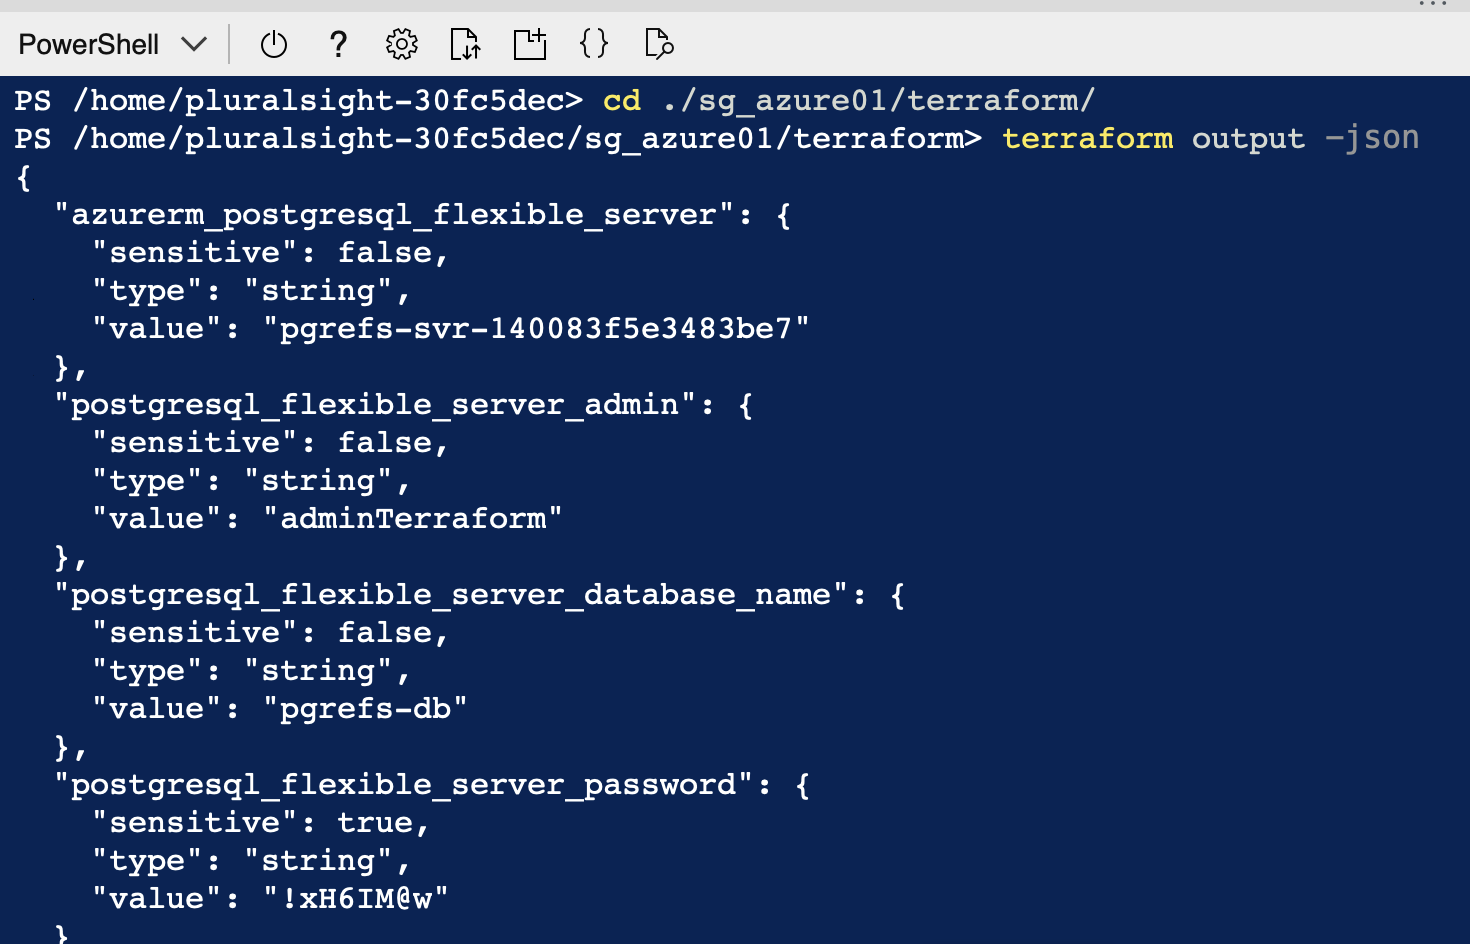 PowerShell
PS /home/pluralsight-30fc5dec> cd ./sg_azure01/terraform/
PS /home/pluralsight-30fc5dec/sg_azure01/terraform> terraform output -json
{
  "azurerm_postgresql_flexible_server": {
    "sensitive": false,
    "type": "string",
    "value": "pgrefs-svr-140083f5e3483be7"
  },
  "postgresql_flexible_server_admin": {
    "sensitive": false,
    "type": "string",
    "value": "adminTerraform"
  },
  "postgresql_flexible_server_database_name": {
    "sensitive": false,
    "type": "string",
    "value": "pgrefs-db"
  },
  "postgresql_flexible_server_password": {
    "sensitive": true,
    "type": "string",
    "value": "!xH6IM@w"
  }